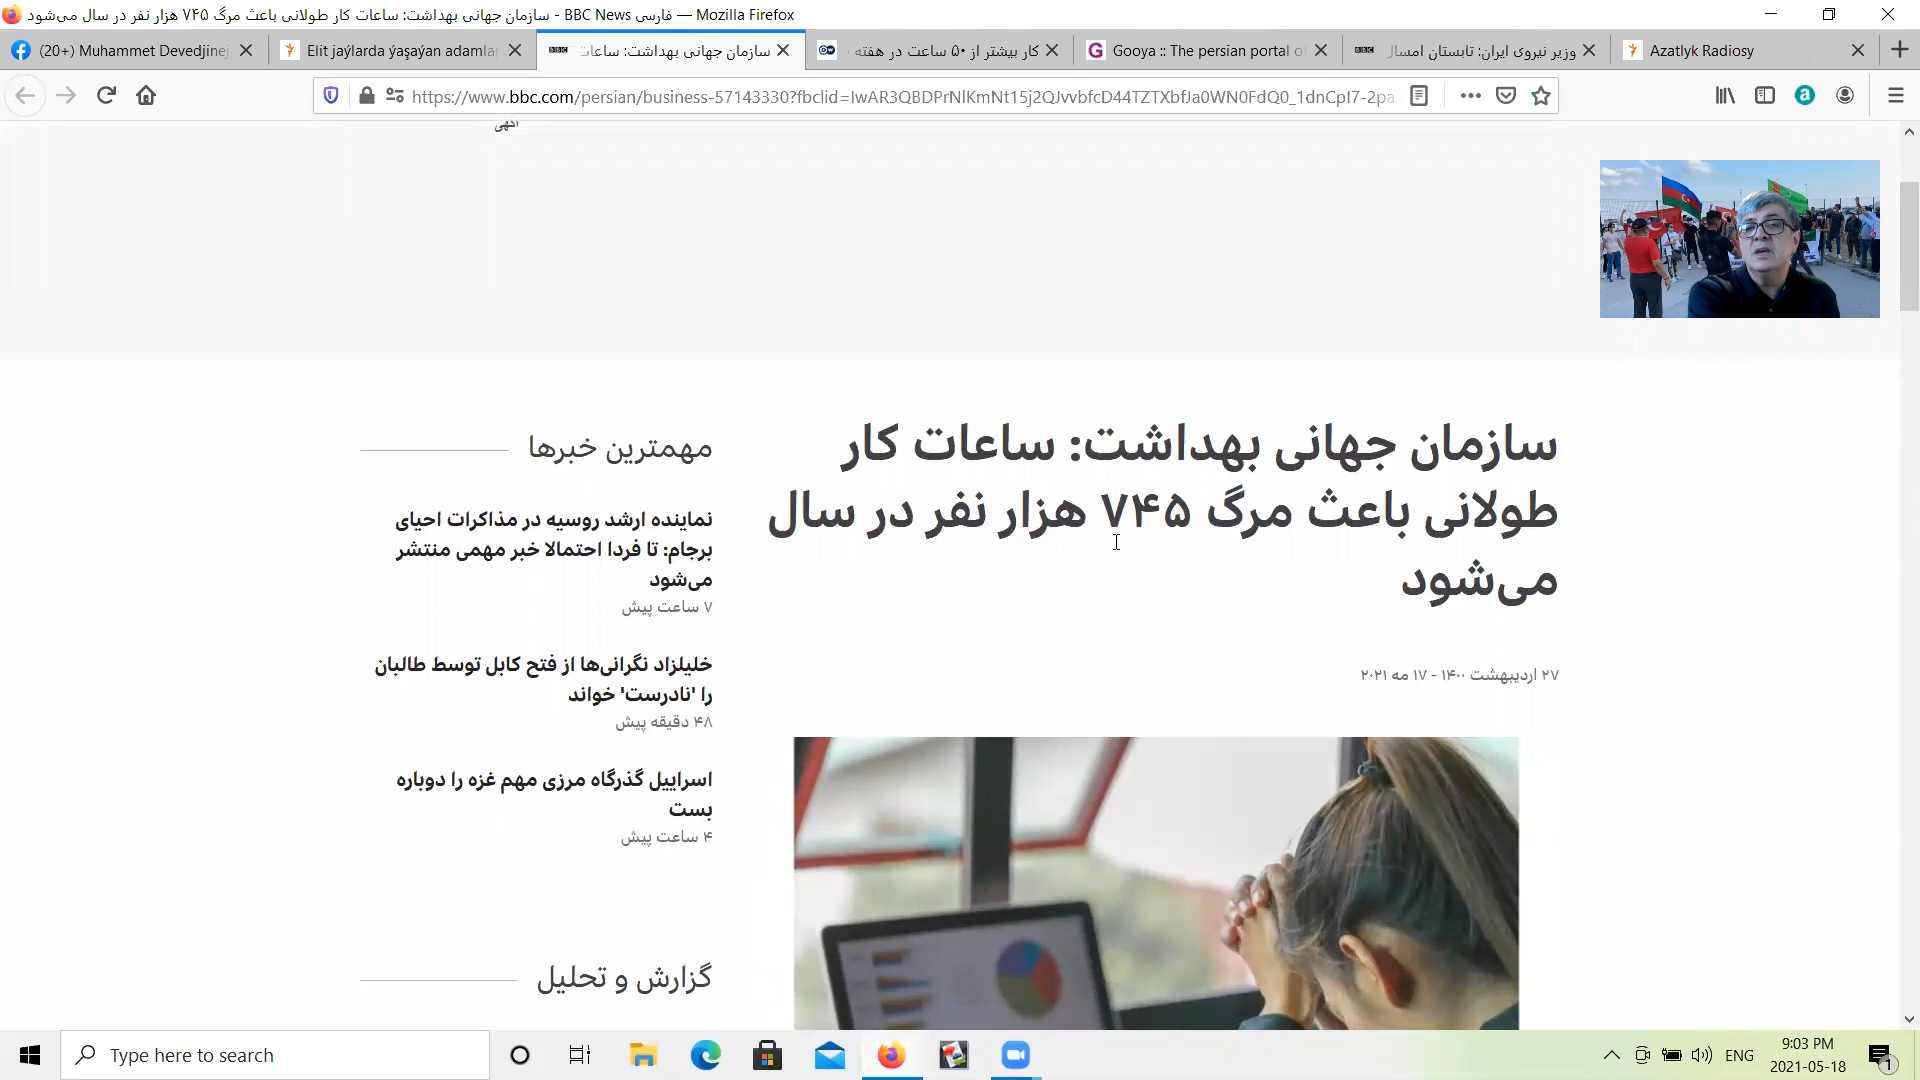 سازمان جهانی بهداشت: ساعات کار طولانی باعث مرگ ۷۴۵ هزار نفر در سال می‌شود - BBC News فارسی — Mozilla Firefox
(20+) Muhammet Devedjinej
Elit jaýlarda ýaşaýan adamla
سازمان جهانی بهداشت: ساعات
کار بیشتر از ۵۰ ساعت در هفته
Gooya :: The persian portal o
وزیر نیروی ایران: تابستان امسال
Azatlyk Radiosy
https://www.bbc.com/persian/business-57143330?fbclid=IwAR3QBDPrNlKmNt15j2QJvvbfcD44TZTXbfJa0WN0FdQ0_1dnCpI7-2pa
آگهی
سازمان جهانی بهداشت: ساعات کار
طولانی باعث مرگ ۷۴۵ هزار نفر در سال
می‌شود
۲۷ اردیبهشت ۱۴۰۰ - ۱۷ مه ۲۰۲۱
مهمترین خبرها
نماینده ارشد روسیه در مذاکرات احیای
برجام: تا فردا احتمالا خبر مهمی منتشر
می‌شود
۷ ساعت پیش
خلیلزاد نگرانی‌ها از فتح کابل توسط طالبان
را 'نادرست' خواند
۴۸ دقیقه پیش
اسراییل گذرگاه مرزی مهم غزه را دوباره
بست
۴ ساعت پیش
گزارش و تحلیل
Type here to search
ENG
9:03 PM
2021-05-18
1